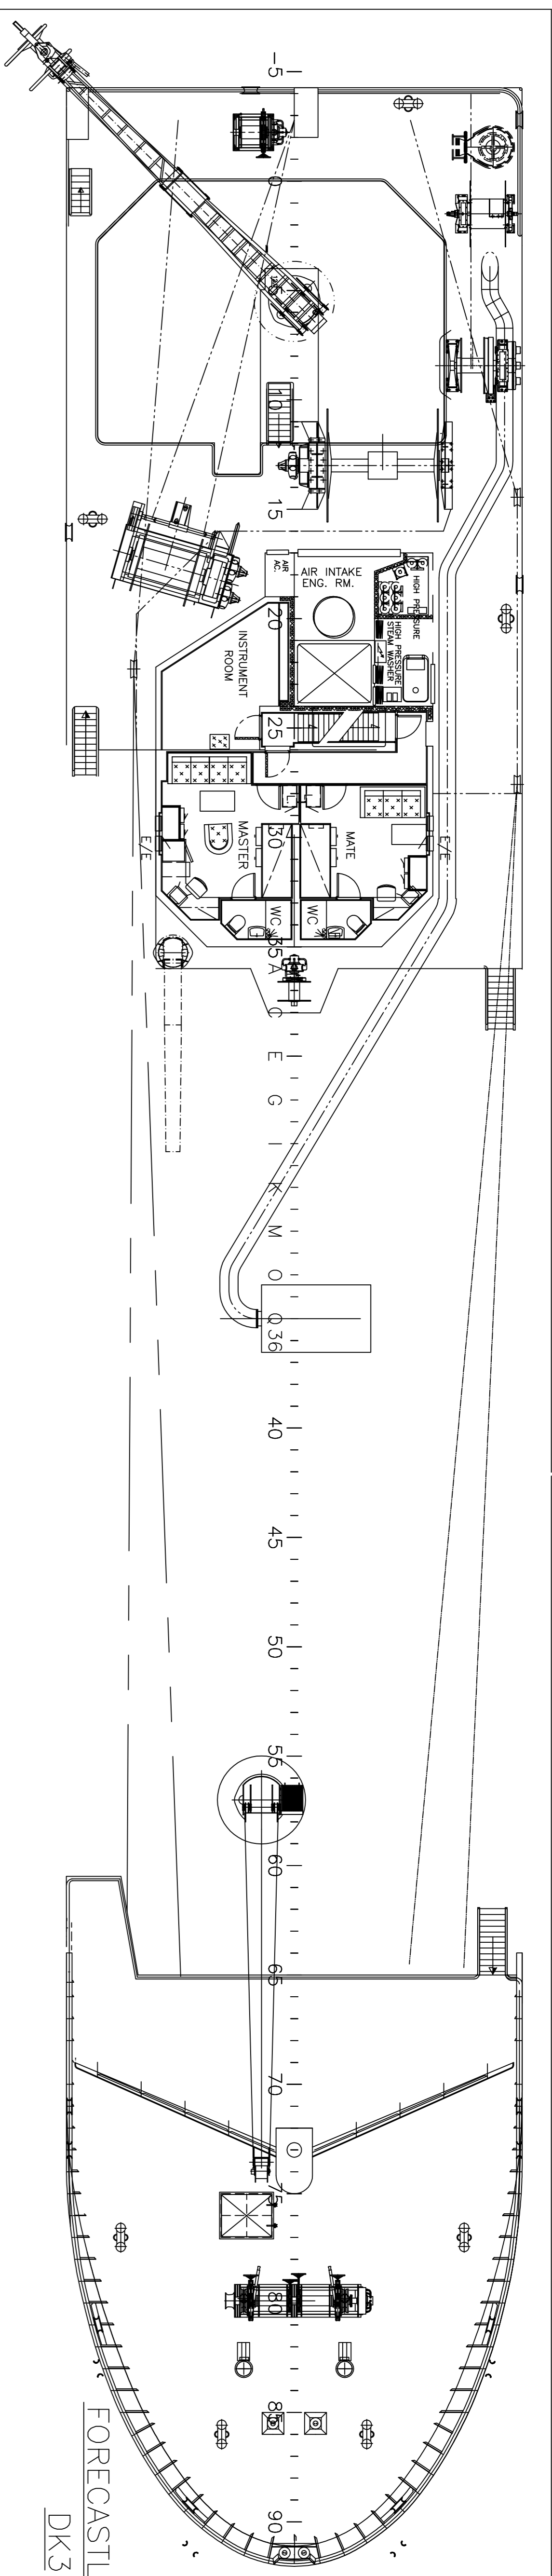 -5
0
10
15
AIR
AC.
AIR INTAKE
ENG. RM.
HIGH PRESSURE
HIGH PRESSURE
STEAM WASHER
20
INSTRUMENT
ROOM
25
30
MASTER
MATE
E/E
E/E
WC
WC
35
A
C
E
G
I
K
M
O
Q
36
40
45
50
55
60
65
70
75
80
85
90
FORECASTL
DK3